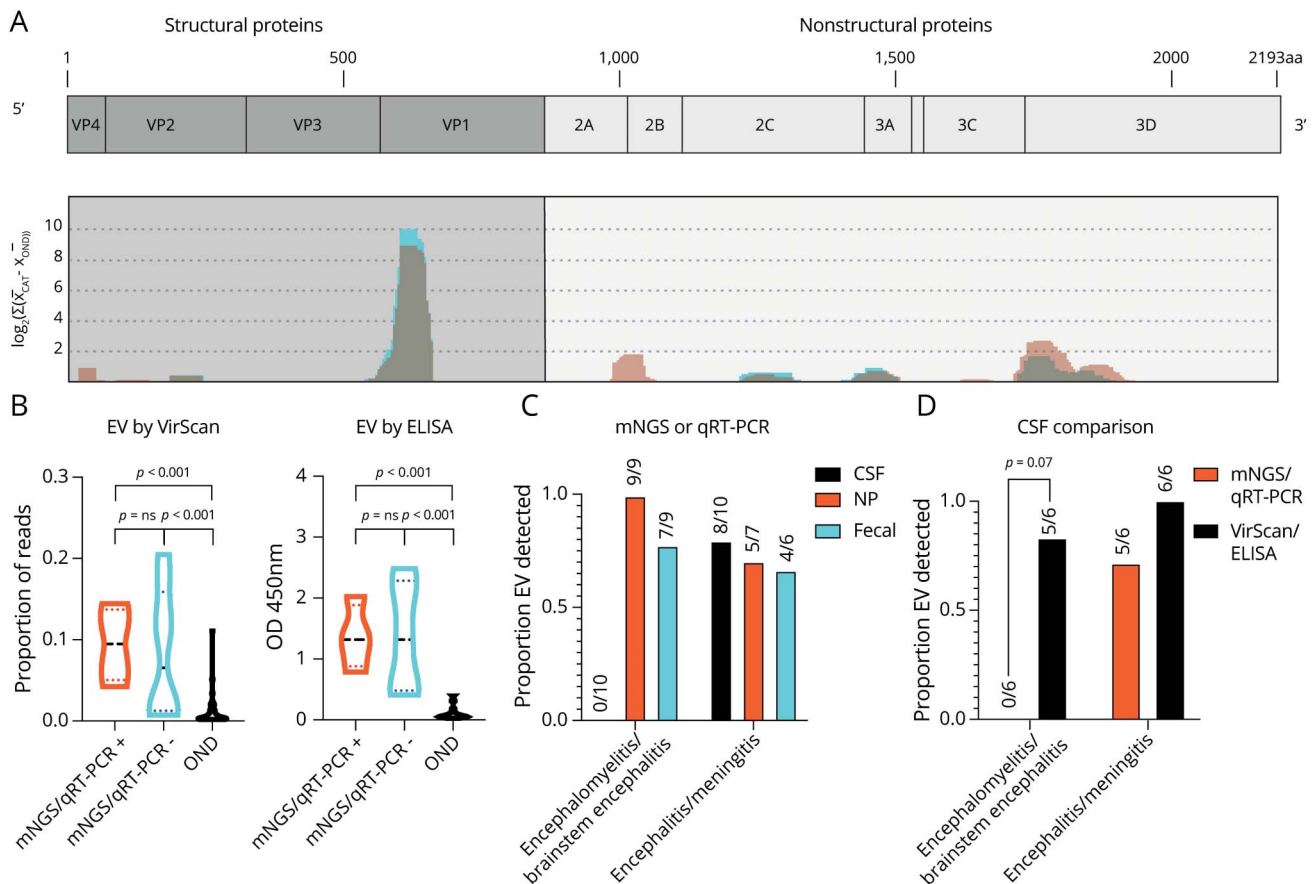 A
Structural proteins
Nonstructural proteins
1
500
1,000
1,500
2000
2193aa
5′
VP4
VP2
VP3
VP1
2A
2B
2C
3A
3C
3D
3′
log2(Σ(x̄CAT- x̄OND))
10
8
6
4
2
B
EV by VirScan
p < 0.001
p = ns
p < 0.001
Proportion of reads
0.3
0.2
0.1
0.0
mNGS/qRT-PCR +
mNGS/qRT-PCR -
OND
EV by ELISA
p < 0.001
p = ns
p < 0.001
OD 450nm
4
3
2
1
0
mNGS/qRT-PCR +
mNGS/qRT-PCR -
OND
C
mNGS or qRT-PCR
Proportion EV detected
1.0
0.5
0.0
0/10
9/9
7/9
8/10
5/7
4/6
CSF
NP
Fecal
Encephalomyelitis/
brainstem encephalitis
Encephalitis/meningitis
D
CSF comparison
p = 0.07
Proportion EV detected
1.0
0.5
0.0
0/6
5/6
5/6
6/6
mNGS/
qRT-PCR
VirScan/
ELISA
Encephalomyelitis/
brainstem encephalitis
Encephalitis/meningitis